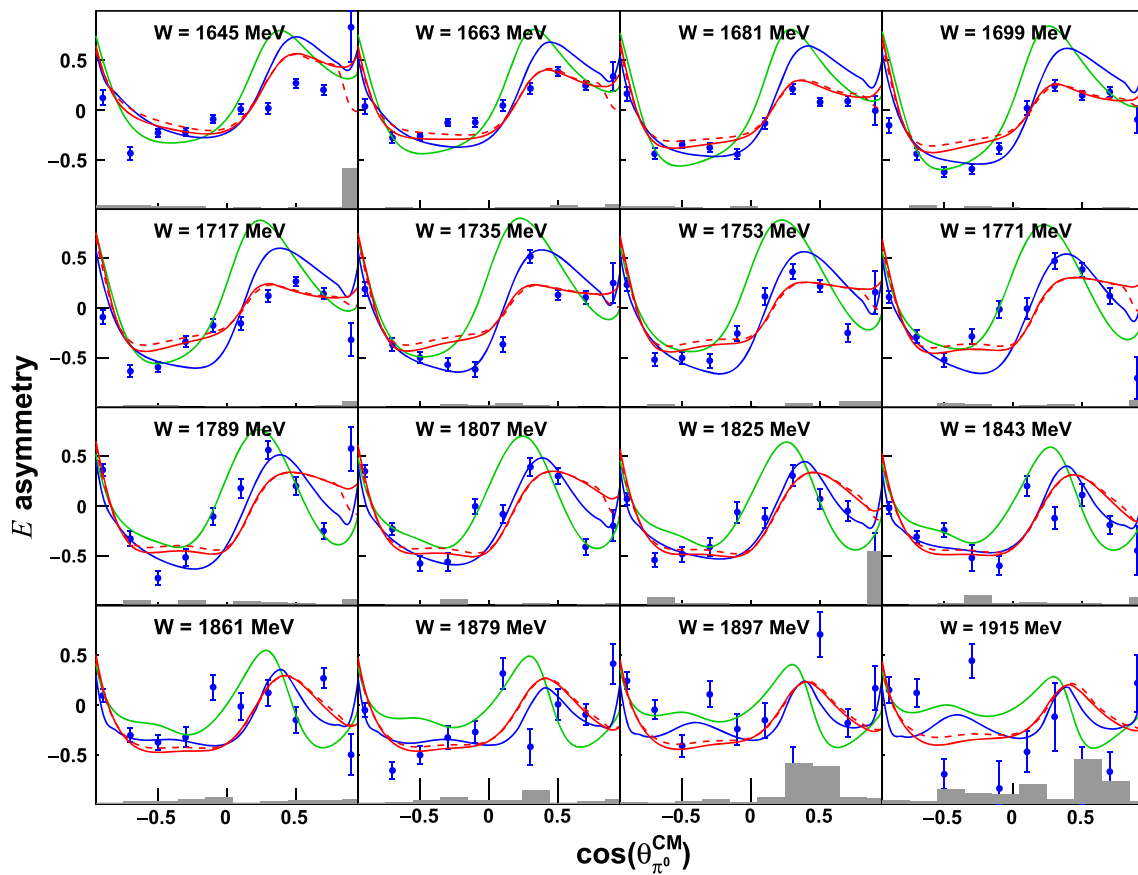 W = 1645 MeV
W = 1663 MeV
W = 1681 MeV
W = 1699 MeV
0.5
0
−0.5
W = 1717 MeV
W = 1735 MeV
W = 1753 MeV
W = 1771 MeV
0.5
0
−0.5
W = 1789 MeV
W = 1807 MeV
W = 1825 MeV
W = 1843 MeV
0.5
0
−0.5
W = 1861 MeV
W = 1879 MeV
W = 1897 MeV
W = 1915 MeV
0.5
0
−0.5
E asymmetry
−0.5 0 0.5 −0.5 0 0.5 −0.5 0 0.5 −0.5 0 0.5
cos(θ_{π⁰}^{CM})